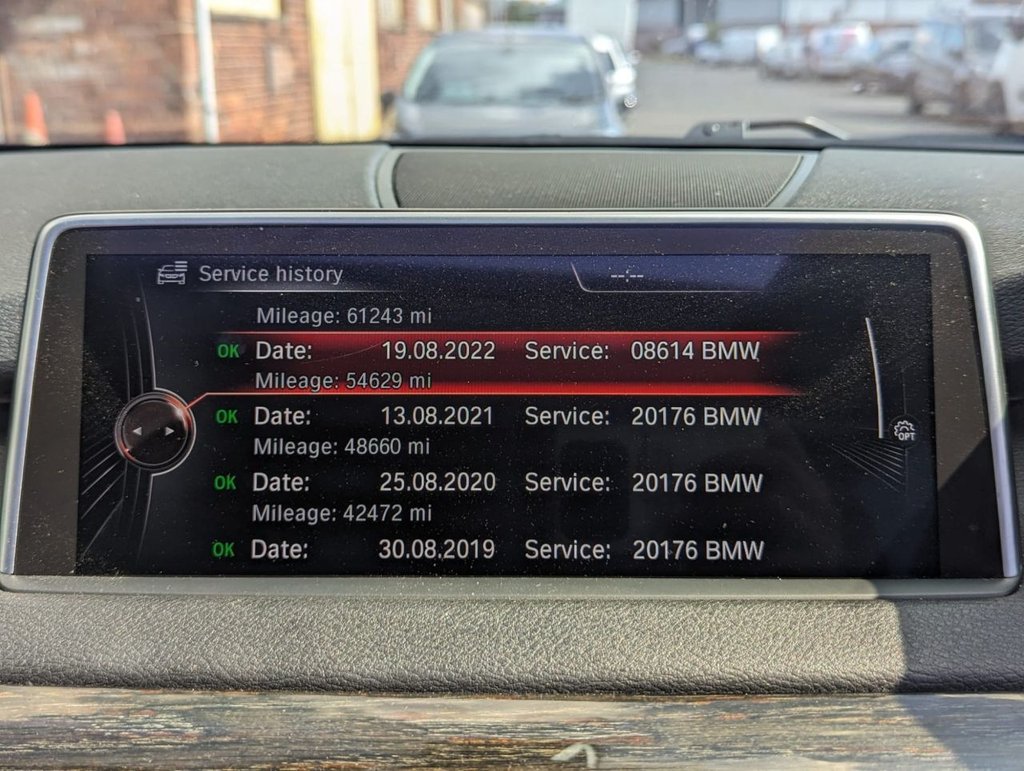 Service history
--:--
Mileage: 61243 mi
OK Date: 19.08.2022 Service: 08614 BMW
Mileage: 54629 mi
OK Date: 13.08.2021 Service: 20176 BMW
Mileage: 48660 mi
OPT
OK Date: 25.08.2020 Service: 20176 BMW
Mileage: 42472 mi
OK Date: 30.08.2019 Service: 20176 BMW